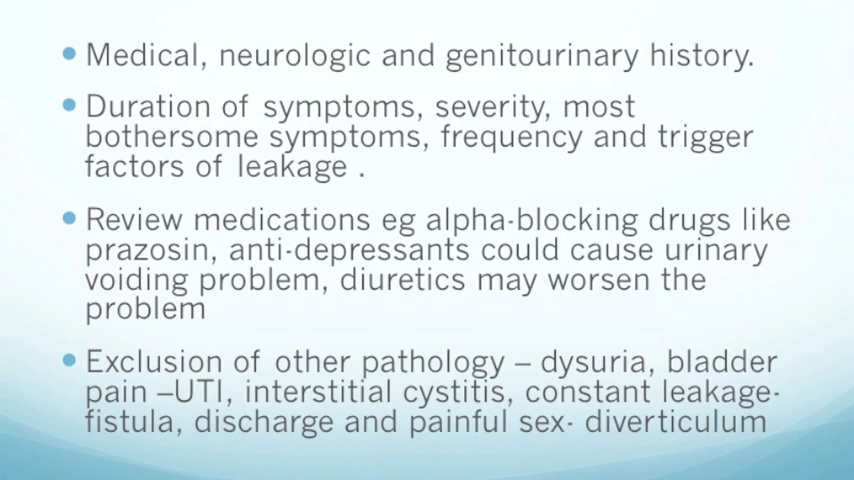 • Medical, neurologic and genitourinary history.
• Duration of symptoms, severity, most
bothersome symptoms, frequency and trigger
factors of leakage .
• Review medications eg alpha-blocking drugs like
prazosin, anti-depressants could cause urinary
voiding problem, diuretics may worsen the
problem
• Exclusion of other pathology – dysuria, bladder
pain –UTI, interstitial cystitis, constant leakage-
fistula, discharge and painful sex- diverticulum